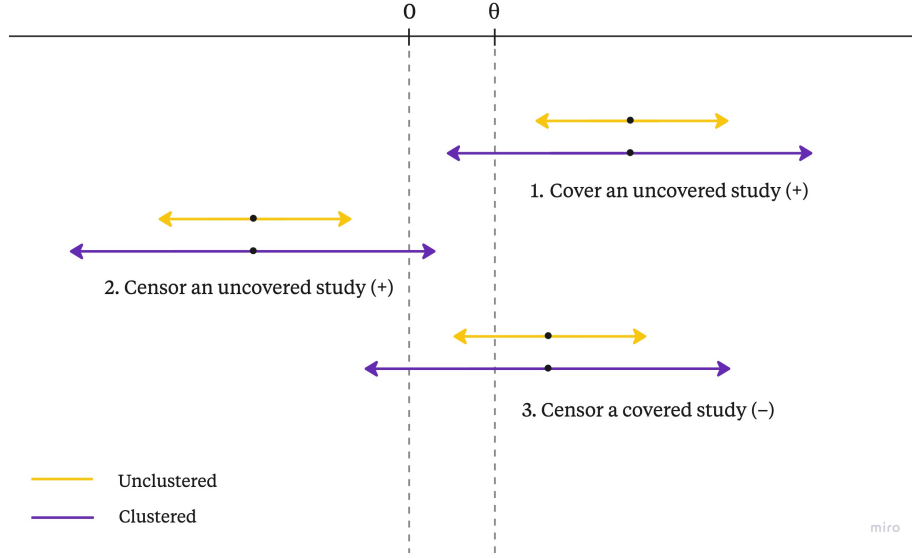 0 θ
1. Cover an uncovered study (+)
2. Censor an uncovered study (+)
3. Censor a covered study (–)
Unclustered
Clustered
miro